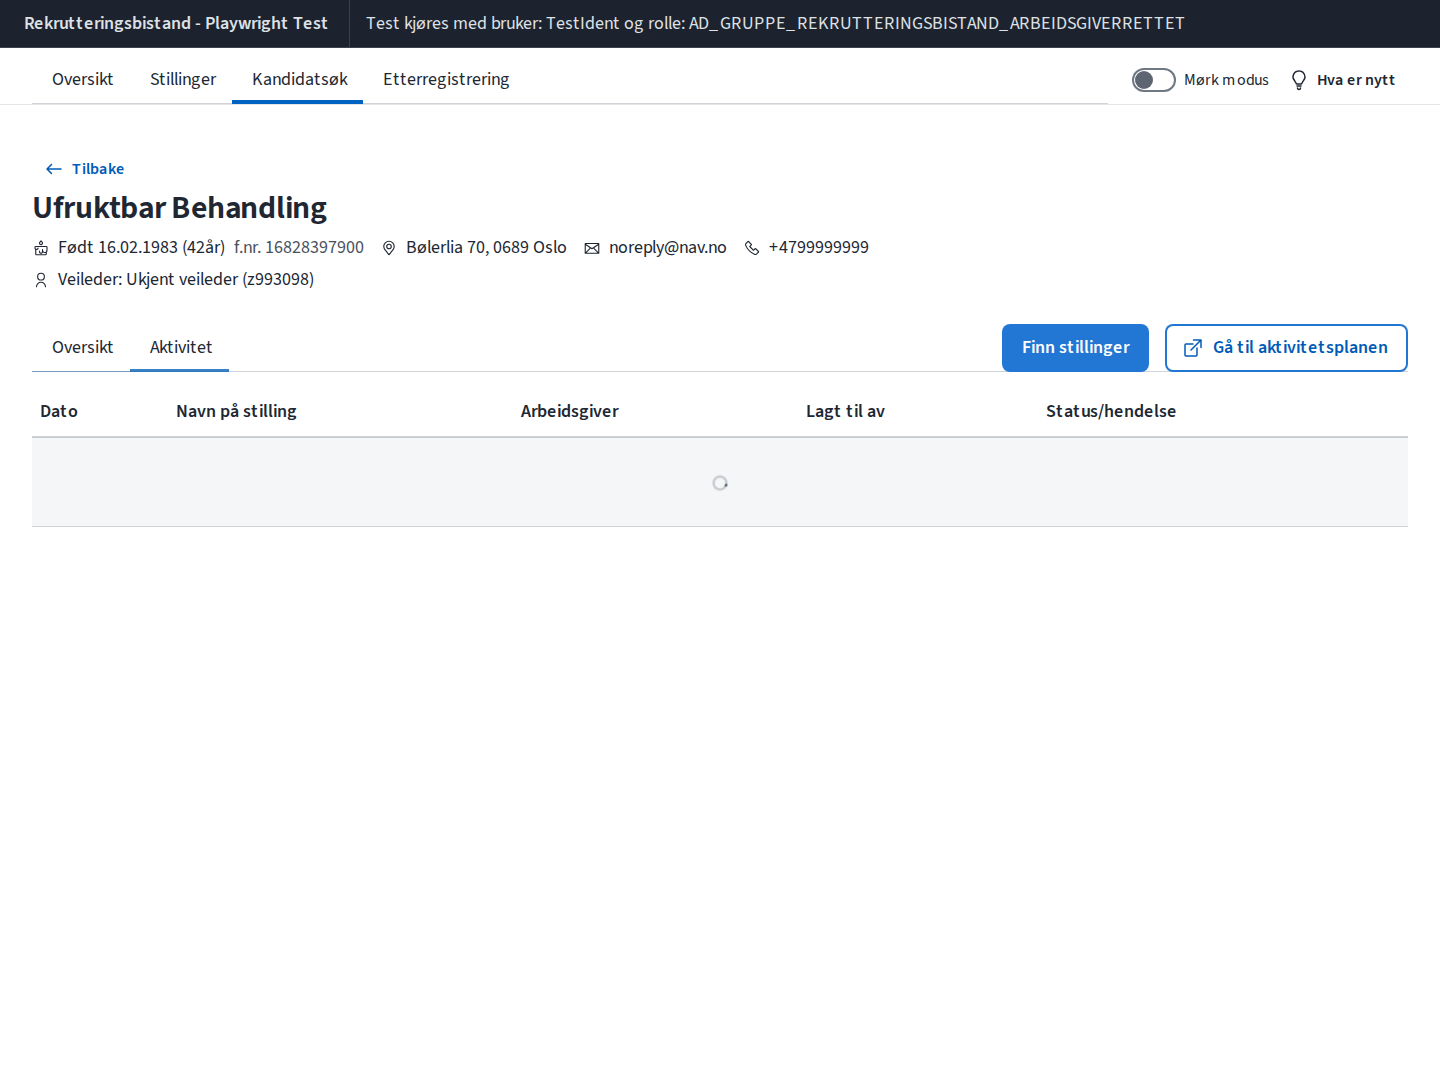 Rekrutteringsbistand - Playwright Test Test kjøres med bruker: TestIdent og rolle: AD_GRUPPE_REKRUTTERINGSBISTAND_ARBEIDSGIVERRETTET
Oversikt Stillinger Kandidatsøk Etterregistrering Mørk modus Hva er nytt
Tilbake
Ufruktbar Behandling
Født 16.02.1983 (42år) f.nr. 16828397900 Bølerlia 70, 0689 Oslo noreply@nav.no +4799999999
Veileder: Ukjent veileder (z993098)
Oversikt Aktivitet Finn stillinger Gå til aktivitetsplanen
Dato Navn på stilling Arbeidsgiver Lagt til av Status/hendelse